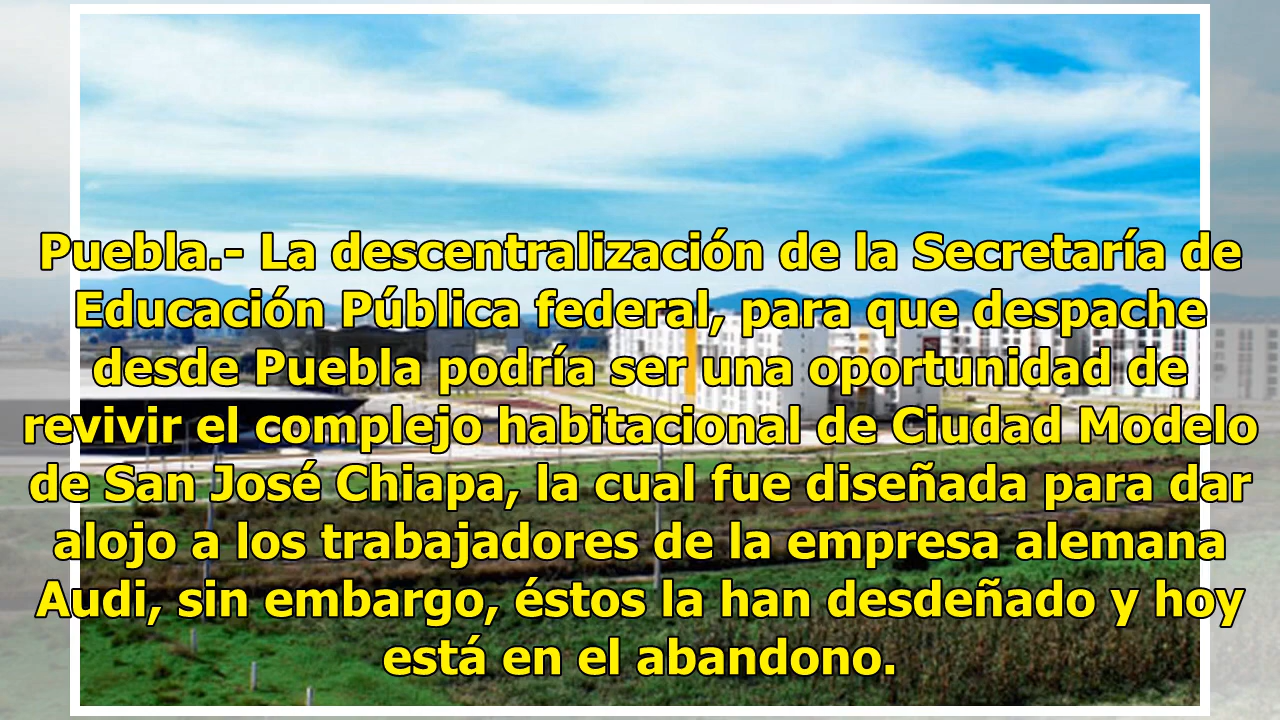 Puebla.- La descentralización de la Secretaría de
Educación Pública federal, para que despache
desde Puebla podría ser una oportunidad de
revivir el complejo habitacional de Ciudad Modelo
de San José Chiapa, la cual fue diseñada para dar
alojo a los trabajadores de la empresa alemana
Audi, sin embargo, éstos la han desdeñado y hoy
está en el abandono.